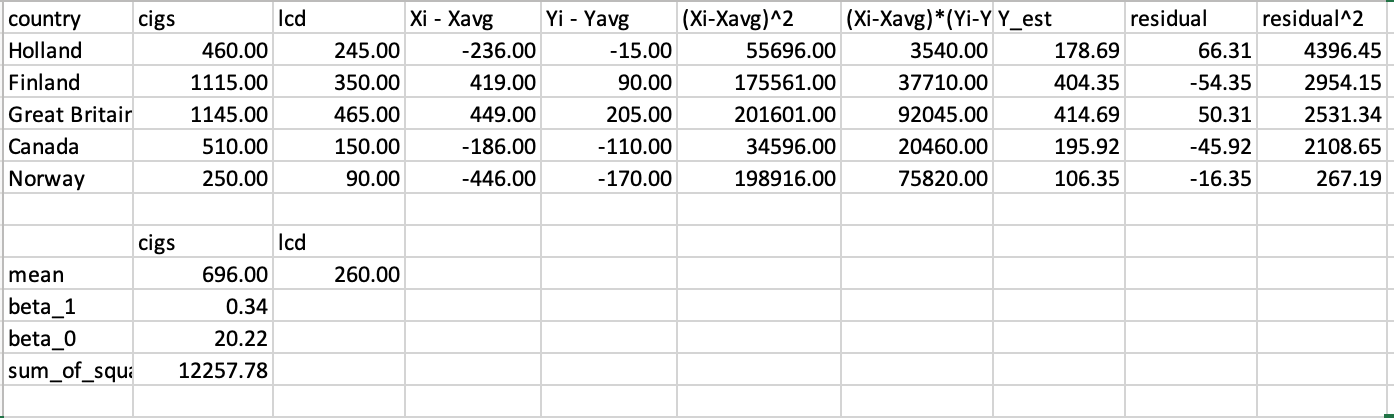 country cigs lcd Xi - Xavg Yi - Yavg (Xi-Xavg)^2 (Xi-Xavg)*(Yi-Y Y_est residual residual^2
Holland 460.00 245.00 -236.00 -15.00 55696.00 3540.00 178.69 66.31 4396.45
Finland 1115.00 350.00 419.00 90.00 175561.00 37710.00 404.35 -54.35 2954.15
Great Britain 1145.00 465.00 449.00 205.00 201601.00 92045.00 414.69 50.31 2531.34
Canada 510.00 150.00 -186.00 -110.00 34596.00 20460.00 195.92 -45.92 2108.65
Norway 250.00 90.00 -446.00 -170.00 198916.00 75820.00 106.35 -16.35 267.19
cigs lcd
mean 696.00 260.00
beta_1 0.34
beta_0 20.22
sum_of_squa 12257.78